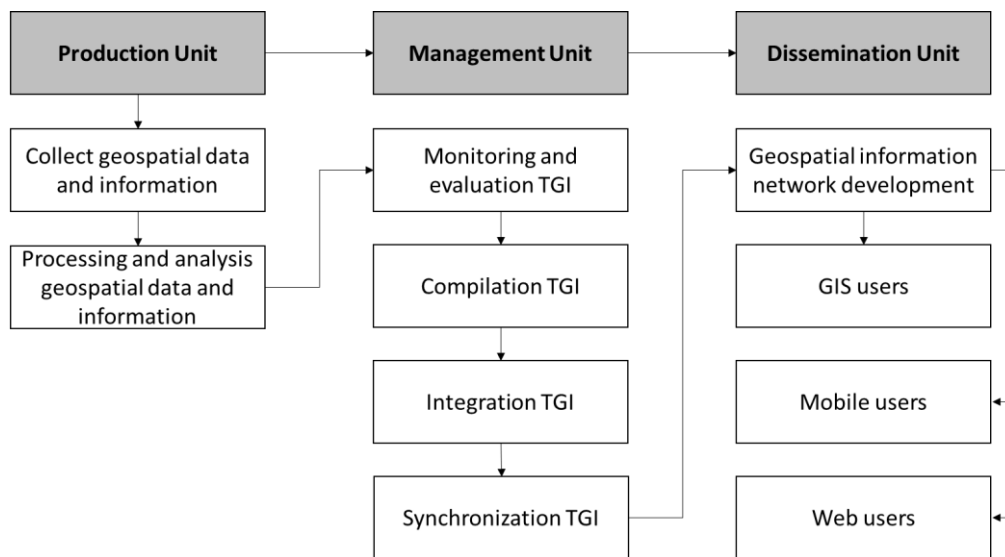 Production Unit
Management Unit
Dissemination Unit
Collect geospatial data
and information
Processing and analysis
geospatial data and
information
Monitoring and
evaluation TGI
Compilation TGI
Integration TGI
Synchronization TGI
Geospatial information
network development
GIS users
Mobile users
Web users